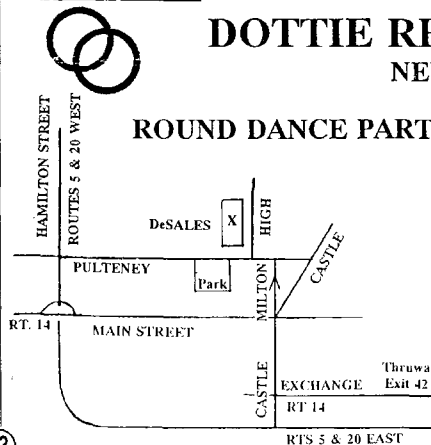 DOTTIE RE
NE
ROUND DANCE PART
HAMILTON STREET
ROUTES 5 & 20 WEST
DeSALES
X
HIGH
PULTENEY
Park
MILTON
CASTLE
RT. 14
MAIN STREET
CASTLE
Thruwa
EXCHANGE
Exit 42
RT 14
RTS 5 & 20 EAST